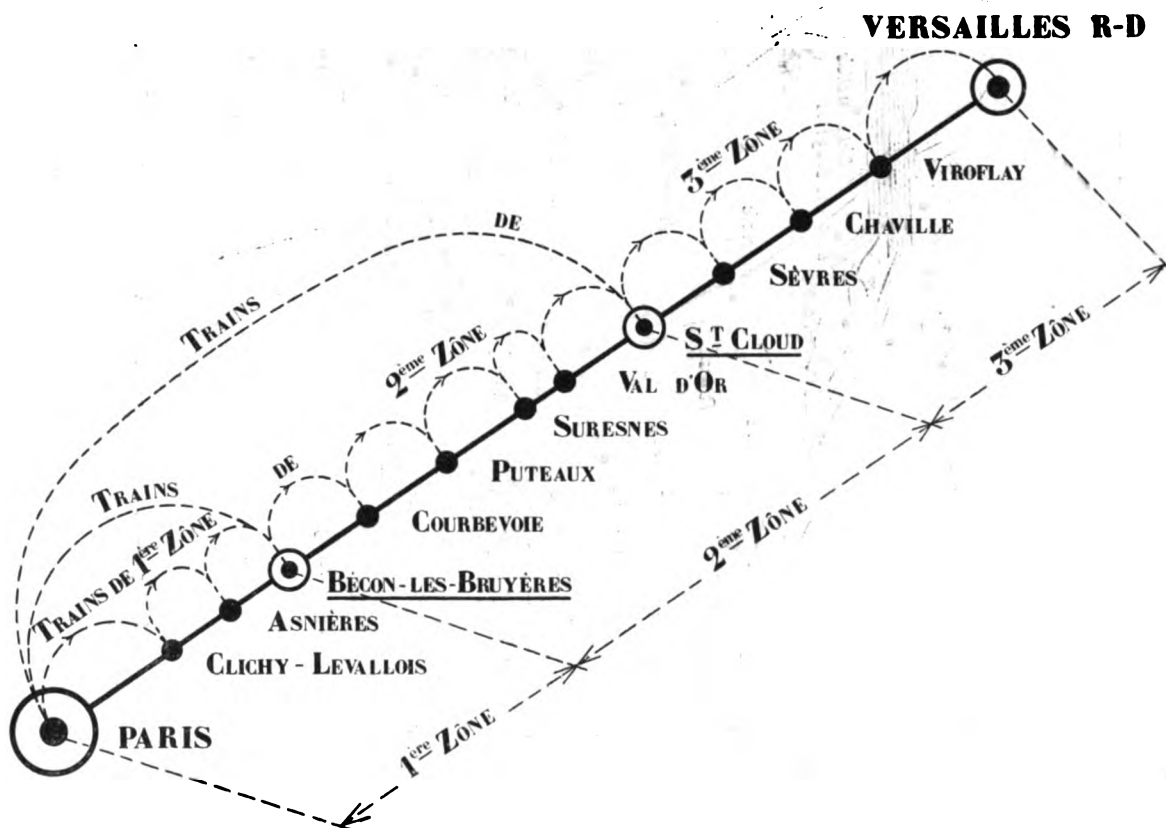 VERSAILLES R-D
3ème ZÔNE
VIROFLAY
CHAVILLE
SÈVRES
TRAINS DE
2ème ZÔNE
ST CLOUD
VAL D'OR
SURESNES
PUTEAUX
TRAINS DE
COURBEVOIE
TRAINS DE 1ère ZÔNE
BÉCON-LES-BRUYÈRES
ASNIÈRES
CLICHY-LEVALLOIS
PARIS
1ère ZÔNE
2ème ZÔNE
3ème ZÔNE